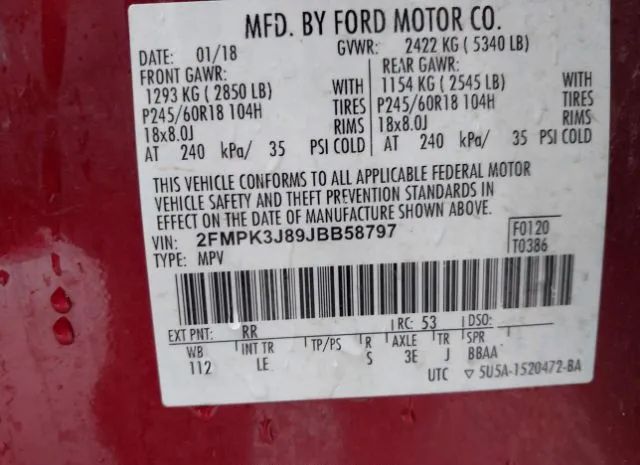 MFD. BY FORD MOTOR CO.
DATE: 01/18 GVWR: 2422 KG ( 5340 LB)
FRONT GAWR: REAR GAWR:
1293 KG ( 2850 LB) WITH 1154 KG ( 2545 LB) WITH
P245/60R18 104H TIRES P245/60R18 104H TIRES
18x8.0J RIMS 18x8.0J RIMS
AT 240 kPa/ 35 PSI COLD AT 240 kPa/ 35 PSI COLD
THIS VEHICLE CONFORMS TO ALL APPLICABLE FEDERAL MOTOR
VEHICLE SAFETY AND THEFT PREVENTION STANDARDS IN
EFFECT ON THE DATE OF MANUFACTURE SHOWN ABOVE.
VIN: 2FMPK3J89JBB58797 F0120
TYPE: MPV T0386
EXT PNT: RR RC: 53 DSO:
WB INT TR TP/PS R AXLE TR SPR
112 LE S 3E J BBAA
UTC ▽ 5U5A-1520472-BA